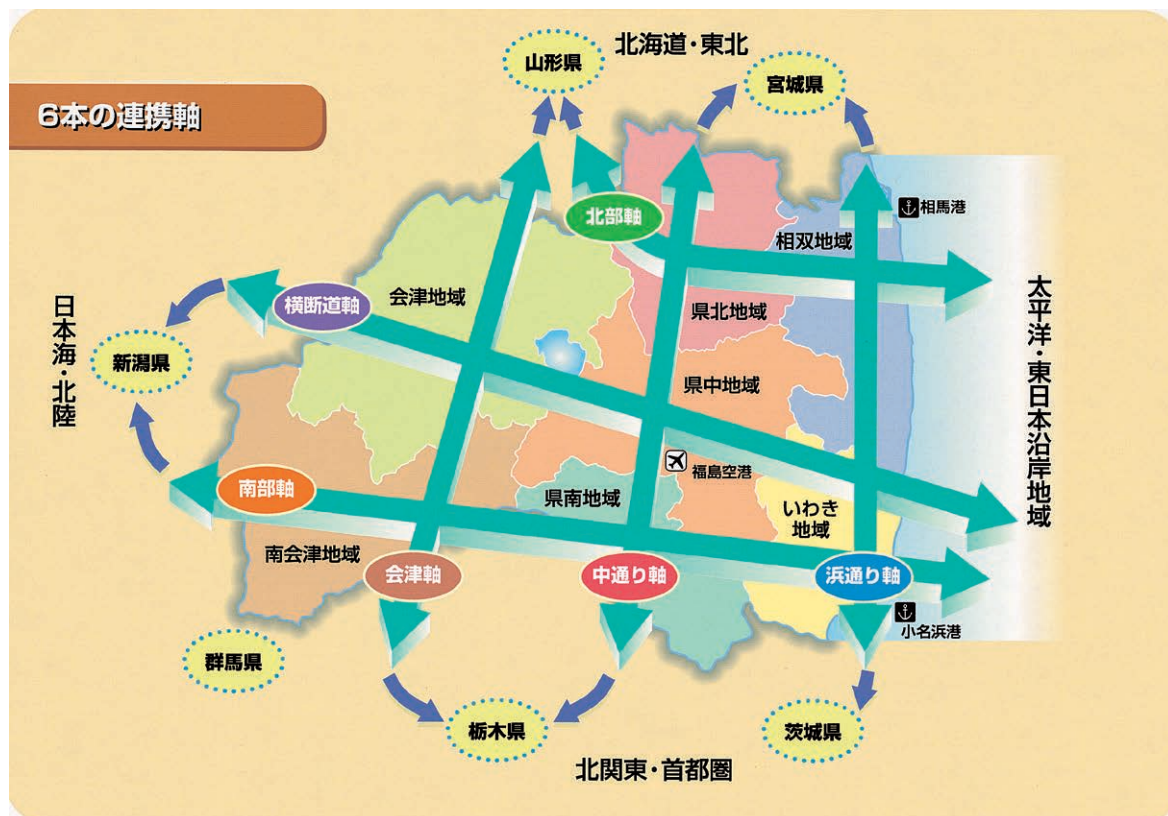 北海道・東北
山形県
宮城県
6本の連携軸
相馬港
北部軸
相双地域
会津地域
横断道軸
県北地域
日本海・北陸
新潟県
県中地域
太平洋・東日本沿岸地域
福島空港
南部軸
県南地域
いわき
地域
南会津地域
会津軸
中通り軸
浜通り軸
小名浜港
群馬県
栃木県
茨城県
北関東・首都圏